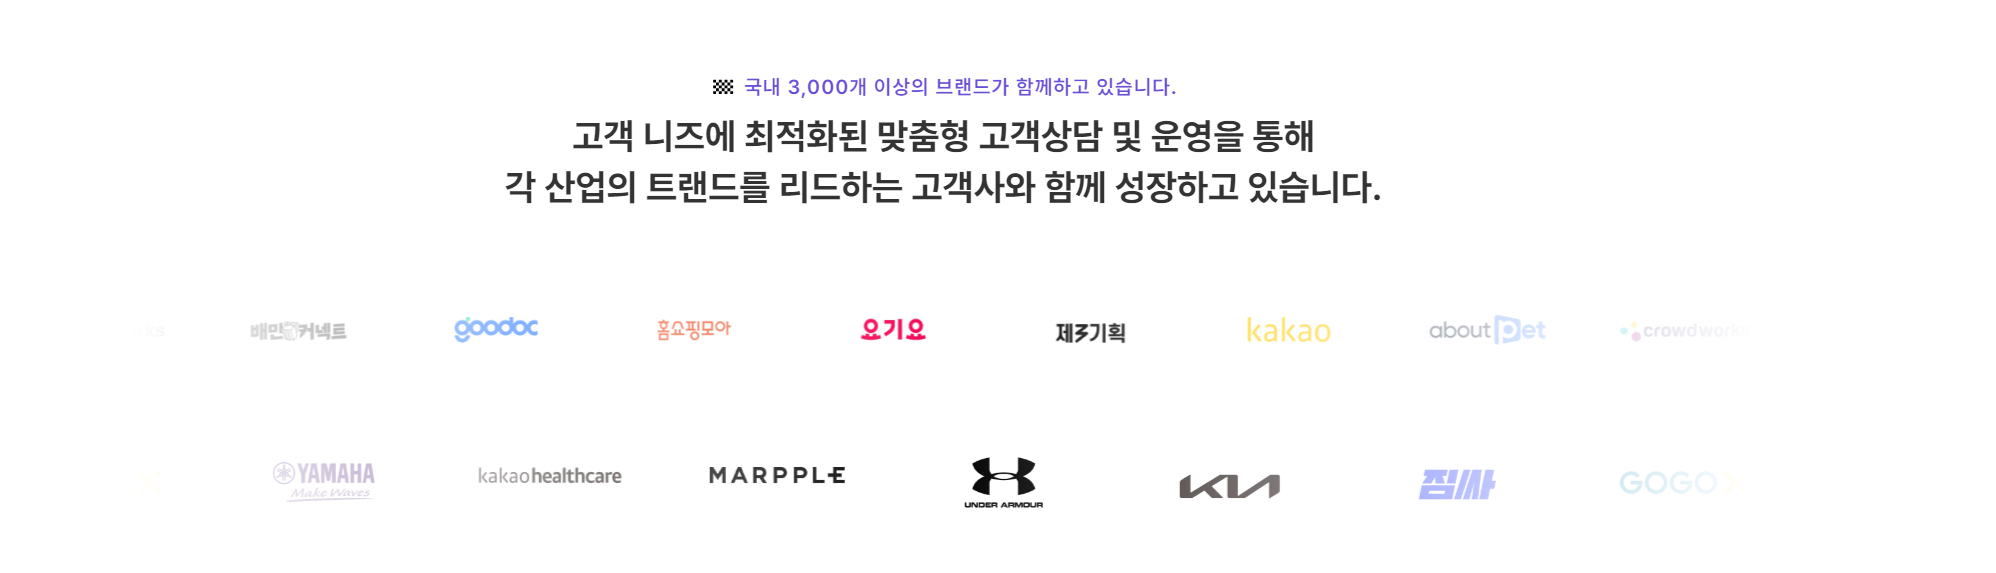 국내 3,000개 이상의 브랜드가 함께하고 있습니다.
고객 니즈에 최적화된 맞춤형 고객상담 및 운영을 통해
각 산업의 트랜드를 리드하는 고객사와 함께 성장하고 있습니다.
배민커넥트 goodoc 홈쇼핑모아 요기요 제3기획 kakao aboutPet crowdworks
YAMAHA Make Waves kakaohealthcare MARPPLE UNDER ARMOUR KIA 짐싸 GOGOX